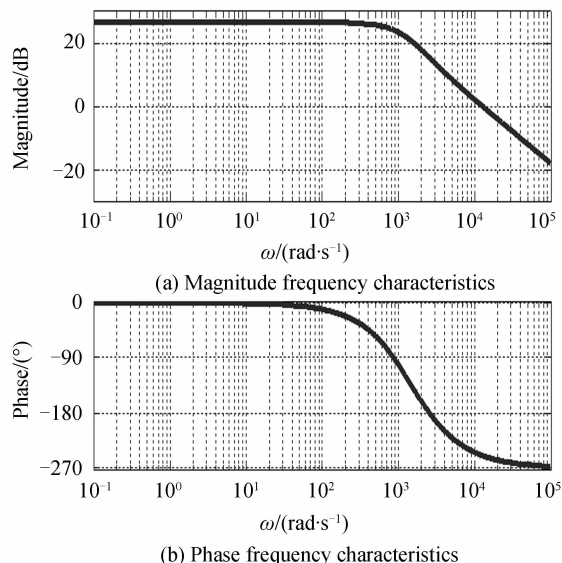 20
0
−20
Magnitude/dB
10⁻¹ 10⁰ 10¹ 10² 10³ 10⁴ 10⁵
ω/(rad·s⁻¹)
(a) Magnitude frequency characteristics
0
−90
−180
−270
Phase/(°)
10⁻¹ 10⁰ 10¹ 10² 10³ 10⁴ 10⁵
ω/(rad·s⁻¹)
(b) Phase frequency characteristics